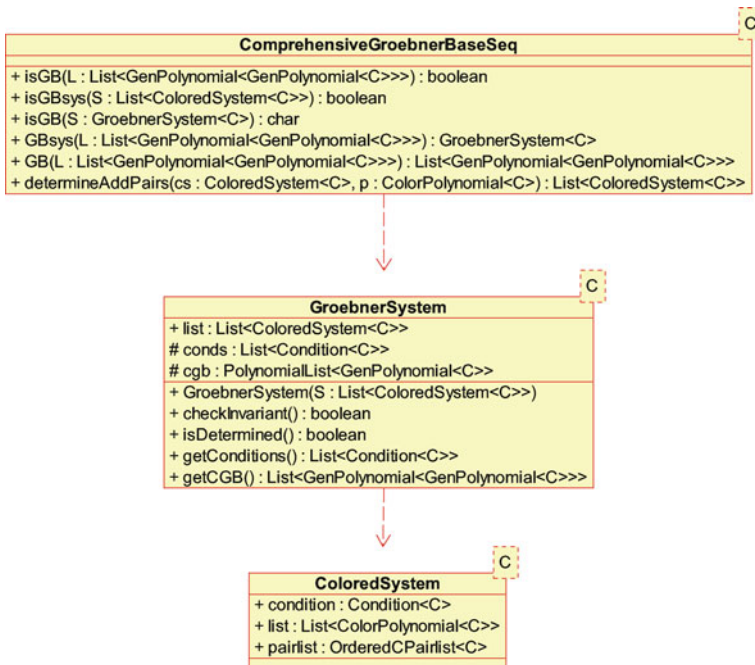 C
ComprehensiveGroebnerBaseSeq
+ isGB(L : List<GenPolynomial<GenPolynomial<C>>>) : boolean
+ isGBsys(S : List<ColoredSystem<C>>) : boolean
+ isGB(S : GroebnerSystem<C>) : char
+ GBsys(L : List<GenPolynomial<GenPolynomial<C>>>) : GroebnerSystem<C>
+ GB(L : List<GenPolynomial<GenPolynomial<C>>>) : List<GenPolynomial<GenPolynomial<C>>>
+ determineAddPairs(cs : ColoredSystem<C>, p : ColorPolynomial<C>) : List<ColoredSystem<C>>
C
GroebnerSystem
+ list : List<ColoredSystem<C>>
# conds : List<Condition<C>>
# cgb : PolynomialList<GenPolynomial<C>>
+ GroebnerSystem(S : List<ColoredSystem<C>>)
+ checkInvariant() : boolean
+ isDetermined() : boolean
+ getConditions() : List<Condition<C>>
+ getCGB() : List<GenPolynomial<GenPolynomial<C>>>
C
ColoredSystem
+ condition : Condition<C>
+ list : List<ColorPolynomial<C>>
+ pairlist : OrderedCPairlist<C>